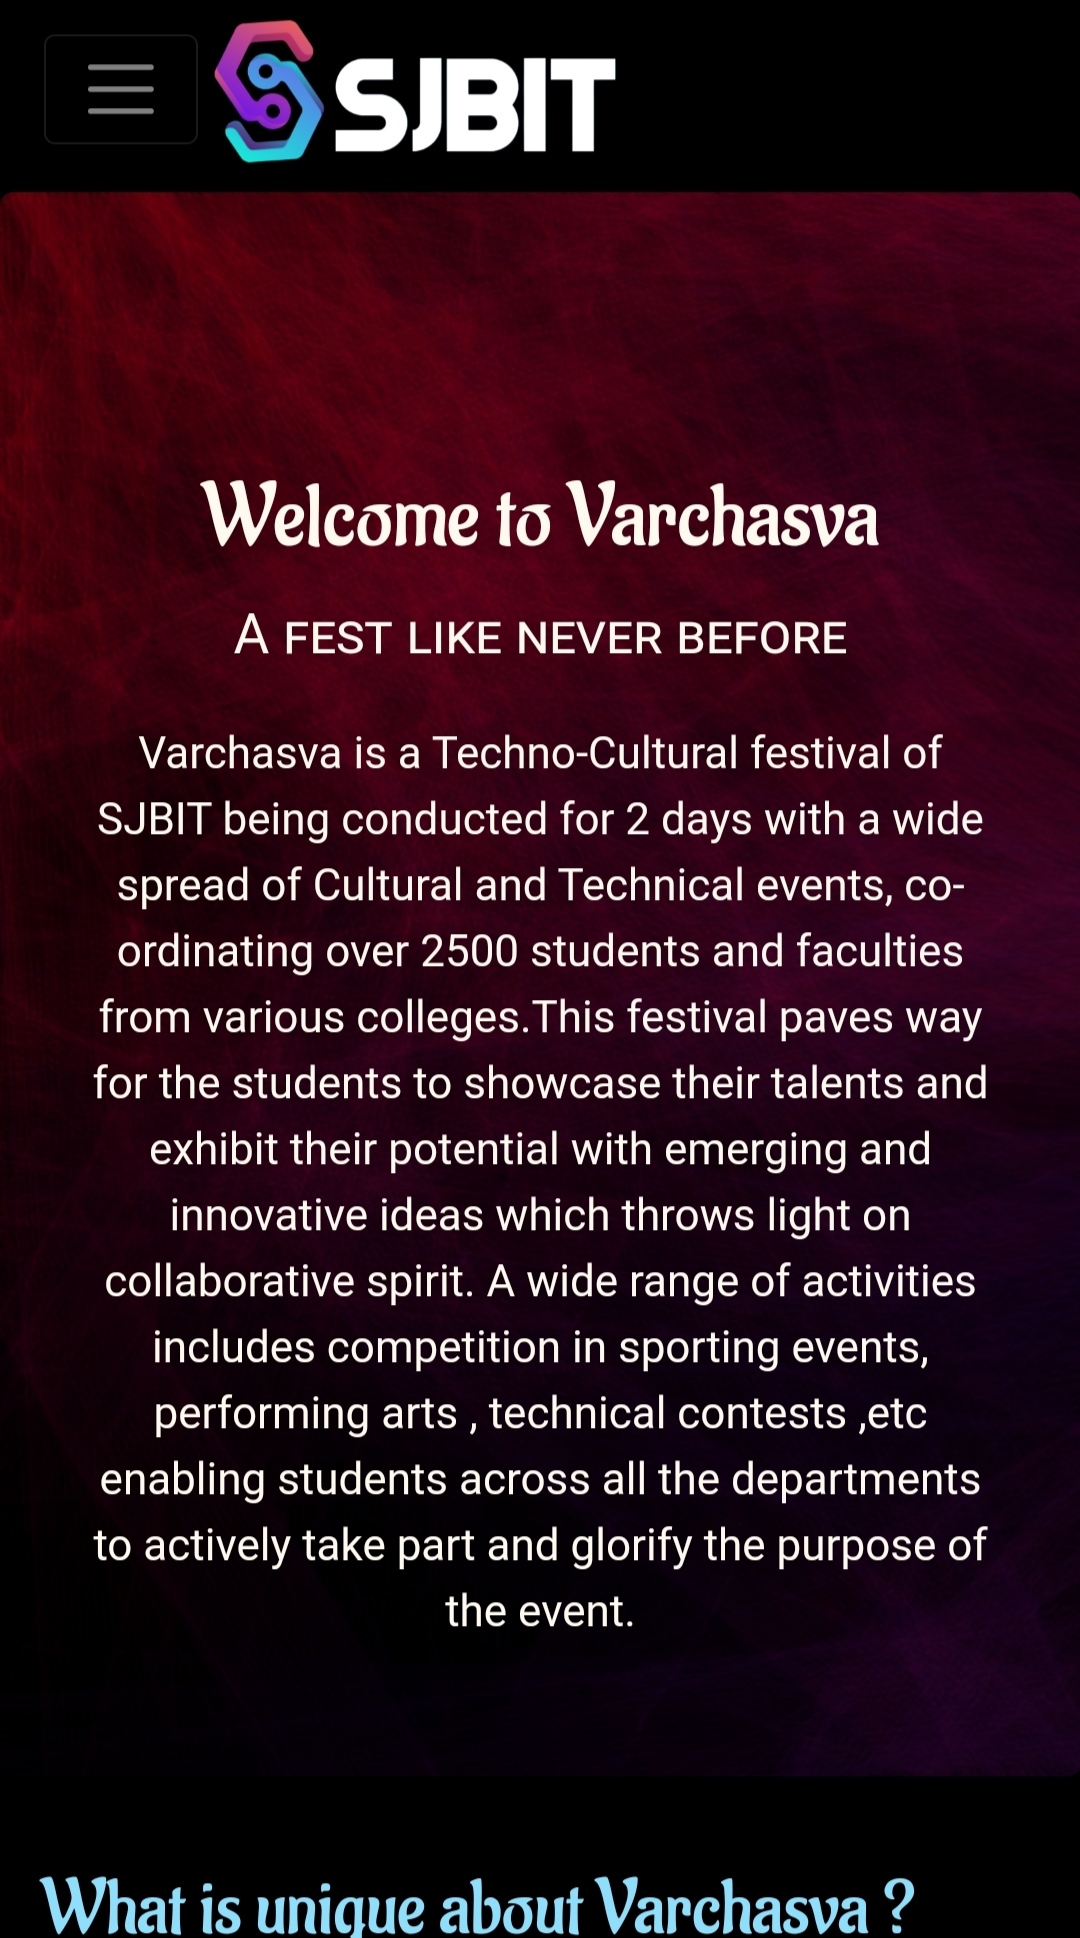 SJBIT
Welcome to Varchasva
A FEST LIKE NEVER BEFORE
Varchasva is a Techno-Cultural festival of
SJBIT being conducted for 2 days with a wide
spread of Cultural and Technical events, co-
ordinating over 2500 students and faculties
from various colleges.This festival paves way
for the students to showcase their talents and
exhibit their potential with emerging and
innovative ideas which throws light on
collaborative spirit. A wide range of activities
includes competition in sporting events,
performing arts , technical contests ,etc
enabling students across all the departments
to actively take part and glorify the purpose of
the event.
What is unique about Varchasva ?